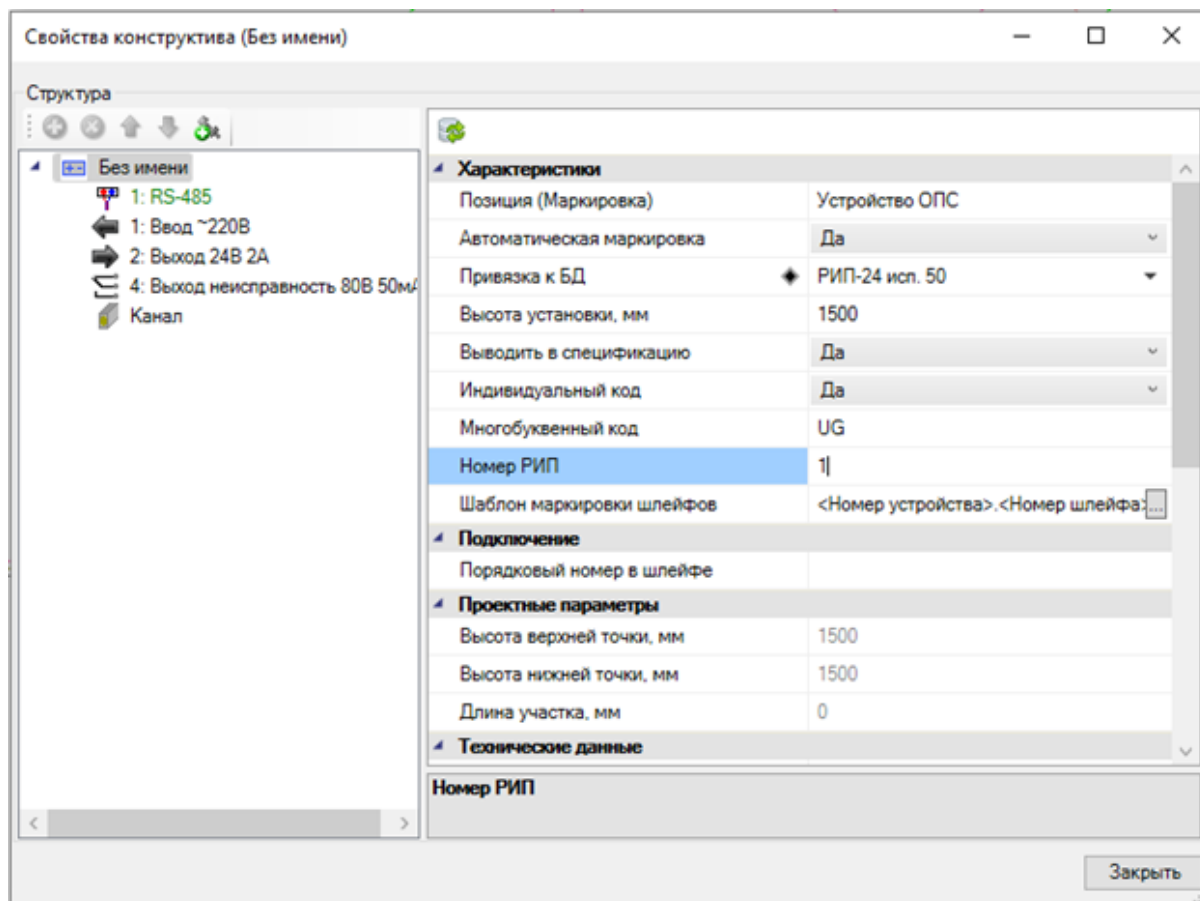 Свойства конструктива (Без имени)
Структура
Без имени
1: RS-485
1: Ввод ~220В
2: Выход 24В 2А
4: Выход неисправность 80В 50мА
Канал
Характеристики
Позиция (Маркировка) Устройство ОПС
Автоматическая маркировка Да
Привязка к БД РИП-24 исп. 50
Высота установки, мм 1500
Выводить в спецификацию Да
Индивидуальный код Да
Многобуквенный код UG
Номер РИП 1
Шаблон маркировки шлейфов <Номер устройства>.<Номер шлейфа> ...
Подключение
Порядковый номер в шлейфе
Проектные параметры
Высота верхней точки, мм 1500
Высота нижней точки, мм 1500
Длина участка, мм 0
Технические данные
Номер РИП
Закрыть